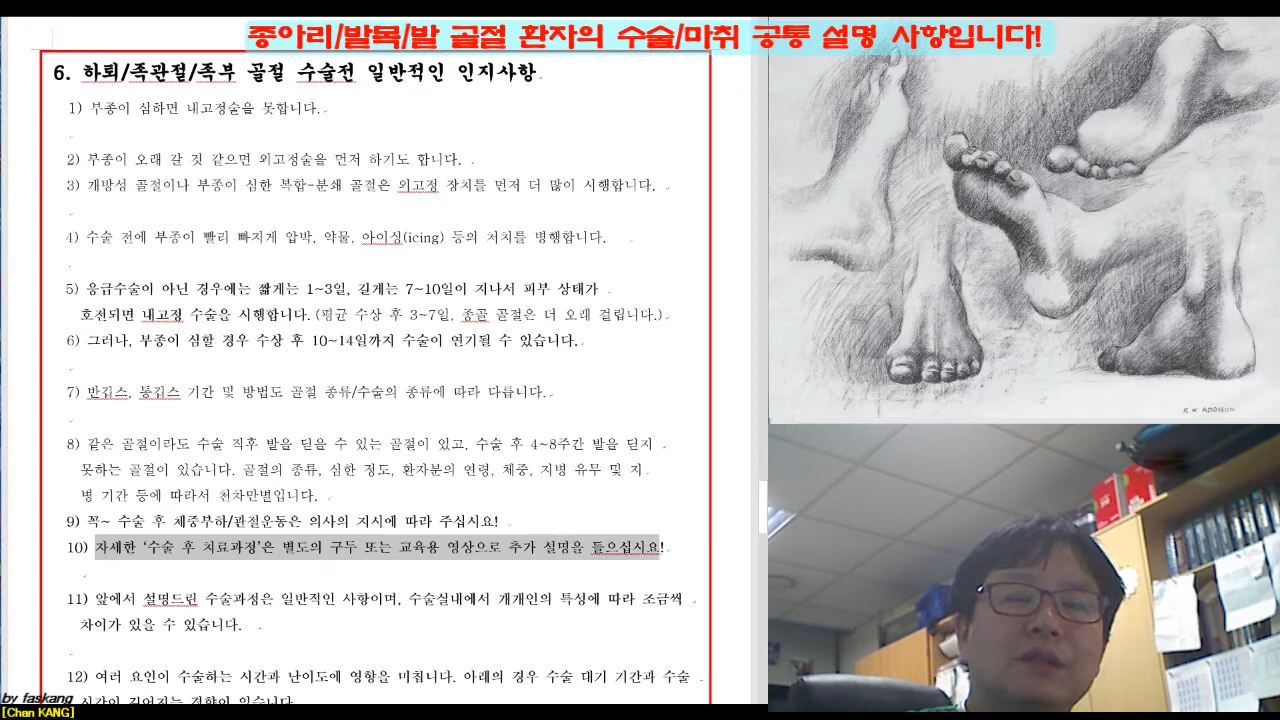 종아리/발목/발 골절 환자의 수술/마취 공통 설명 사항입니다!
6. 하퇴/족관절/족부 골절 수술전 일반적인 인지사항
1) 부종이 심하면 내고정술을 못합니다.
2) 부종이 오래 갈 것 같으면 외고정술을 먼저 하기도 합니다.
3) 개방성 골절이나 부종이 심한 복합-분쇄 골절은 외고정 장치를 먼저 더 많이 시행합니다.
4) 수술 전에 부종이 빨리 빠지게 압박, 약물, 아이싱(icing) 등의 처치를 병행합니다.
5) 응급수술이 아닌 경우에는 짧게는 1~3일, 길게는 7~10일이 지나서 피부 상태가
호전되면 내고정 수술을 시행합니다. (평균 수상 후 3~7일, 종골 골절은 더 오래 걸립니다.)
6) 그러나, 부종이 심할 경우 수상 후 10~14일까지 수술이 연기될 수 있습니다.
7) 반깁스, 통깁스 기간 및 방법도 골절 종류/수술의 종류에 따라 다릅니다.
8) 같은 골절이라도 수술 직후 발을 딛을 수 있는 골절이 있고, 수술 후 4~8주간 발을 딛지
못하는 골절이 있습니다. 골절의 종류, 심한 정도, 환자분의 연령, 체중, 지병 유무 및 지
병 기간 등에 따라서 천차만별입니다.
9) 꼭~ 수술 후 체중부하/관절운동은 의사의 지시에 따라 주십시요!
10) 자세한 '수술 후 치료과정'은 별도의 구두 또는 교육용 영상으로 추가 설명을 들으십시요!
11) 앞에서 설명드린 수술과정은 일반적인 사항이며, 수술실내에서 개개인의 특성에 따라 조금씩
차이가 있을 수 있습니다.
12) 여러 요인이 수술하는 시간과 난이도에 영향을 미칩니다. 아래의 경우 수술 대기 기간과 수술
시간이 길어지는 경향이 있습니다
by faskang
[Chan KANG]
R K ADDISON